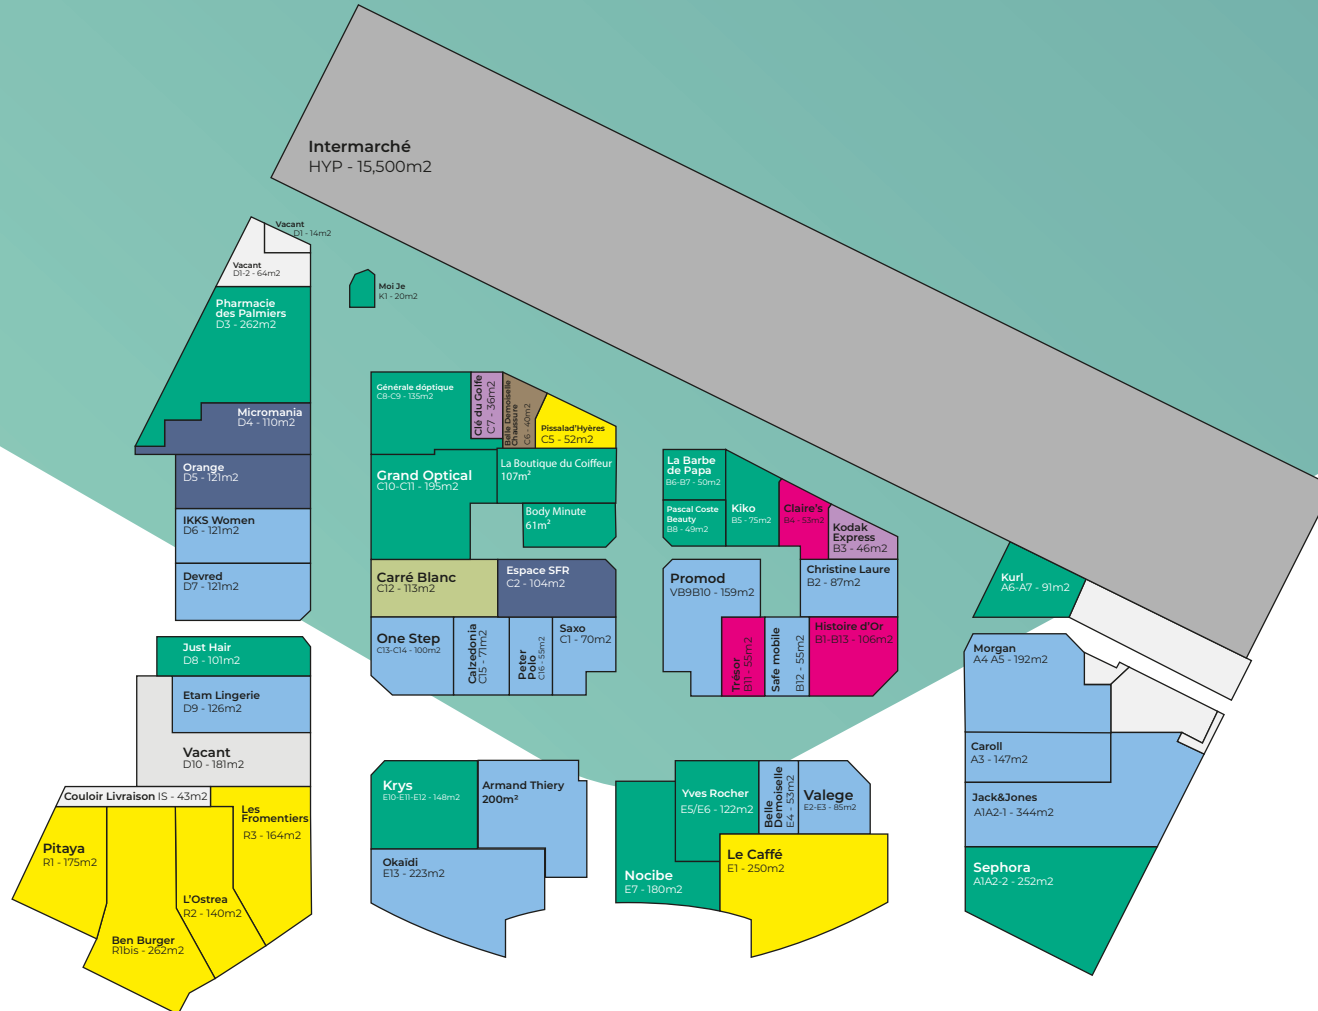 Intermarché
HYP - 15,500m2
Vacant
D1 - 14m2
Vacant
D1-2 - 64m2
Moi Je
K1 - 20m2
Pharmacie
des Palmiers
D3 - 262m2
Micromania
D4 - 110m2
Orange
D5 - 121m2
IKKS Women
D6 - 121m2
Devred
D7 - 121m2
Just Hair
D8 - 101m2
Etam Lingerie
D9 - 126m2
Vacant
D10 - 181m2
Couloir Livraison IS - 43m2
Les
Fromentiers
R3 - 164m2
Pitaya
R1 - 175m2
L'Ostrea
R2 - 140m2
Ben Burger
R1bis - 262m2
Générale dóptique
C8-C9 - 135m2
Clé du Golfe
C7 - 36m2
Belle Demoiselle
Chaussure
C6 - 40m2
Pissalad'Hyères
C5 - 52m2
Grand Optical
C10-C11 - 195m2
La Boutique du Coiffeur
107m²
Body Minute
61m²
Carré Blanc
C12 - 113m2
Espace SFR
C2 - 104m2
One Step
C13-C14 - 100m2
Calzedonia
C15 - 71m2
Peter
Polo
C16 - 55m2
Saxo
C1 - 70m2
La Barbe
de Papa
B6-B7 - 50m2
Pascal Coste
Beauty
B8 - 49m2
Kiko
B5 - 75m2
Claire's
B4 - 53m2
Kodak
Express
B3 - 46m2
Promod
VB9B10 - 159m2
Christine Laure
B2 - 87m2
Trésor
B11 - 55m2
Safe mobile
B12 - 55m2
Histoire d'Or
B1-B13 - 106m2
Kurl
A6-A7 - 91m2
Morgan
A4 A5 - 192m2
Caroll
A3 - 147m2
Jack&Jones
A1A2-1 - 344m2
Sephora
A1A2-2 - 252m2
Krys
E10-E11-E12 - 148m2
Armand Thiery
200m²
Okaïdi
E13 - 223m2
Yves Rocher
E5/E6 - 122m2
Belle
Demoiselle
E4 - 53m2
Valege
E2-E3 - 85m2
Nocibe
E7 - 180m2
Le Caffé
E1 - 250m2